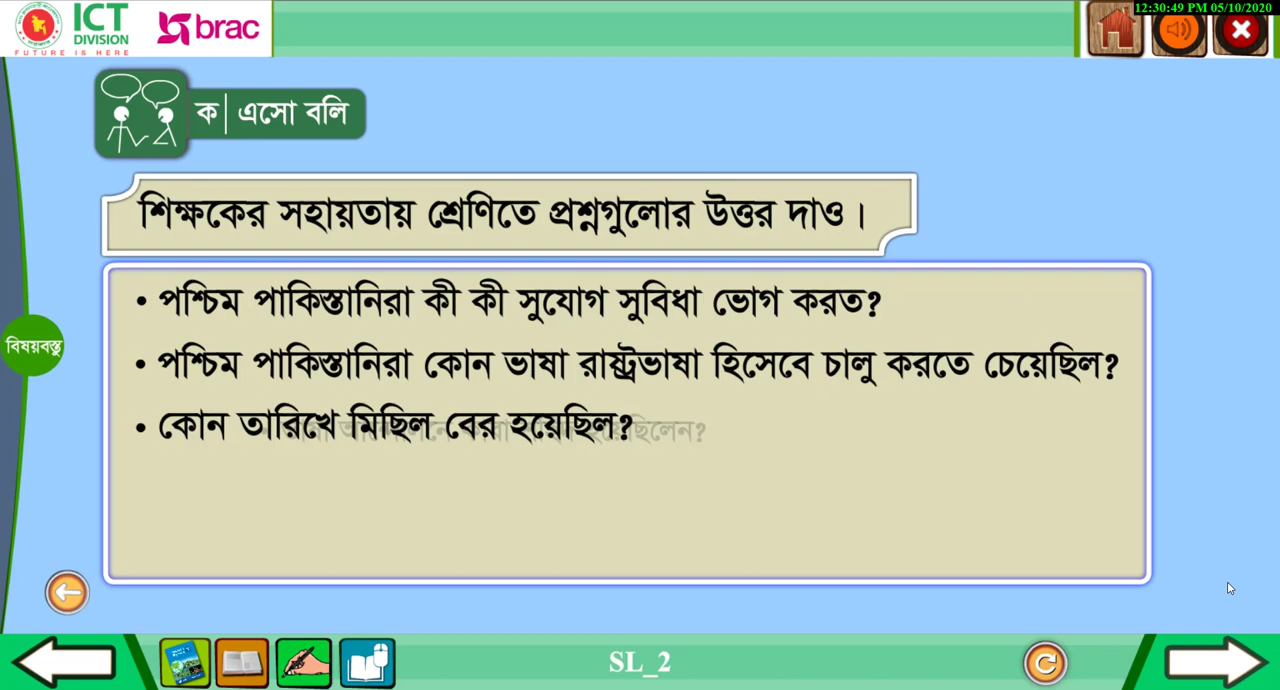 12:30:49 PM 05/10/2020
ICT
DIVISION
FUTURE IS HERE
brac
ক| এসো বলি
শিক্ষকের সহায়তায় শ্রেণিতে প্রশ্নগুলোর উত্তর দাও।
• পশ্চিম পাকিস্তানিরা কী কী সুযোগ সুবিধা ভোগ করত?
বিষয়বস্তু
• পশ্চিম পাকিস্তানিরা কোন ভাষা রাষ্ট্রভাষা হিসেবে চালু করতে চেয়েছিল?
• কোন তারিখে মিছিল বের হয়েছিল?
SL_2